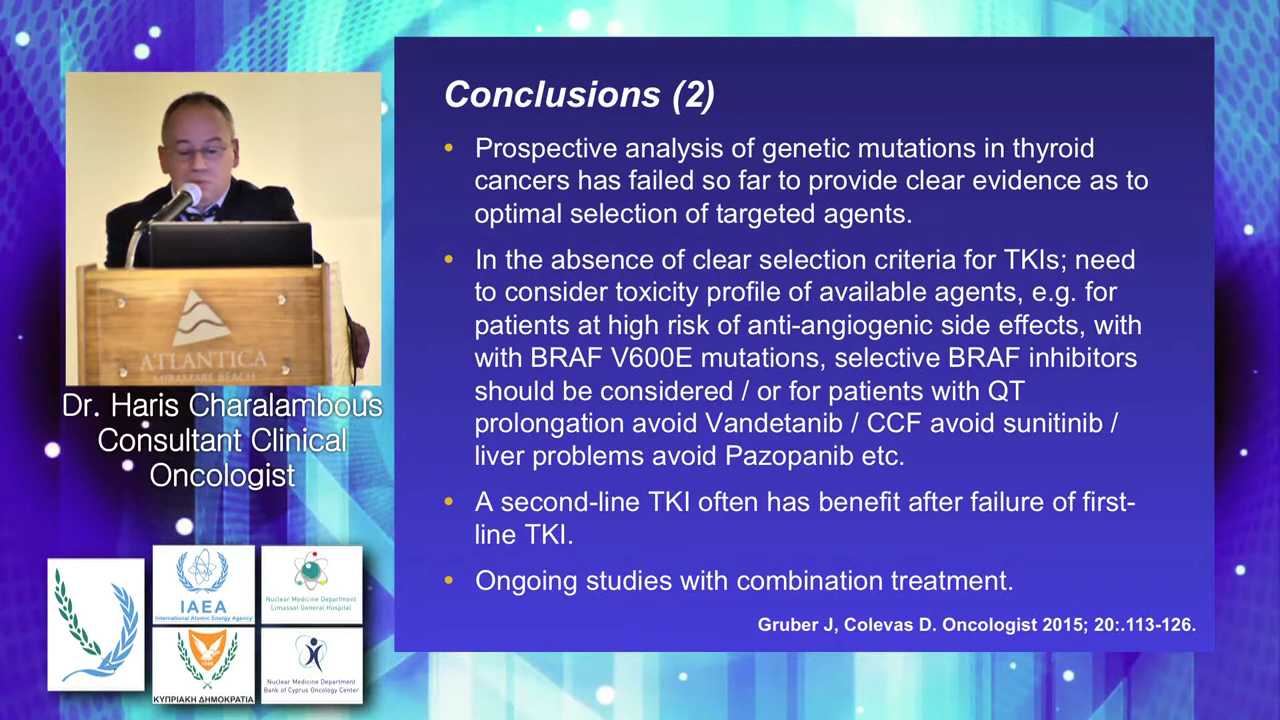 Conclusions (2)
• Prospective analysis of genetic mutations in thyroid
cancers has failed so far to provide clear evidence as to
optimal selection of targeted agents.
• In the absence of clear selection criteria for TKIs; need
to consider toxicity profile of available agents, e.g. for
patients at high risk of anti-angiogenic side effects, with
with BRAF V600E mutations, selective BRAF inhibitors
should be considered / or for patients with QT
prolongation avoid Vandetanib / CCF avoid sunitinib /
liver problems avoid Pazopanib etc.
• A second-line TKI often has benefit after failure of first-
line TKI.
• Ongoing studies with combination treatment.
Gruber J, Colevas D. Oncologist 2015; 20:.113-126.
ATLANTICA
MIRAMARE BEACH
Dr. Haris Charalambous
Consultant Clinical
Oncologist
IAEA
International Atomic Energy Agency
Nuclear Medicine Department
Limassol General Hospital
1960
ΚΥΠΡΙΑΚΗ ΔΗΜΟΚΡΑΤΙΑ
Nuclear Medicine Department
Bank of Cyprus Oncology Center